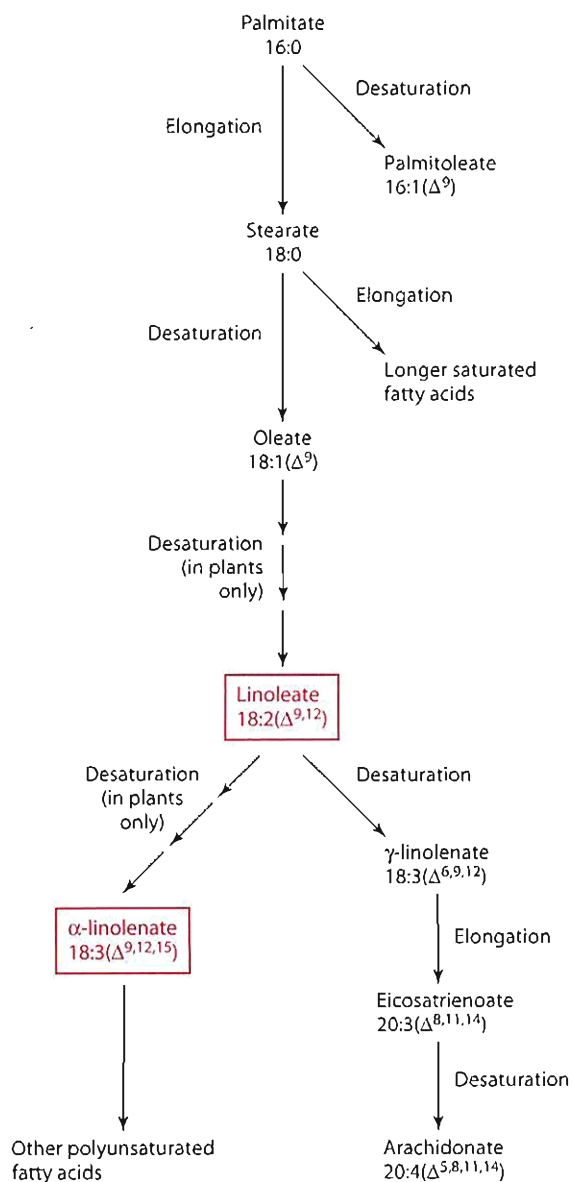 Palmitate
16:0
Desaturation
Elongation
Palmitoleate
16:1(Δ⁹)
Stearate
18:0
Elongation
Desaturation
Longer saturated
fatty acids
Oleate
18:1(Δ⁹)
Desaturation
(in plants
only)
Linoleate
18:2(Δ⁹,¹²)
Desaturation
(in plants
only)
Desaturation
γ-linolenate
18:3(Δ⁶,⁹,¹²)
α-linolenate
18:3(Δ⁹,¹²,¹⁵)
Elongation
Eicosatrienoate
20:3(Δ⁸,¹¹,¹⁴)
Desaturation
Other polyunsaturated
fatty acids
Arachidonate
20:4(Δ⁵,⁸,¹¹,¹⁴)